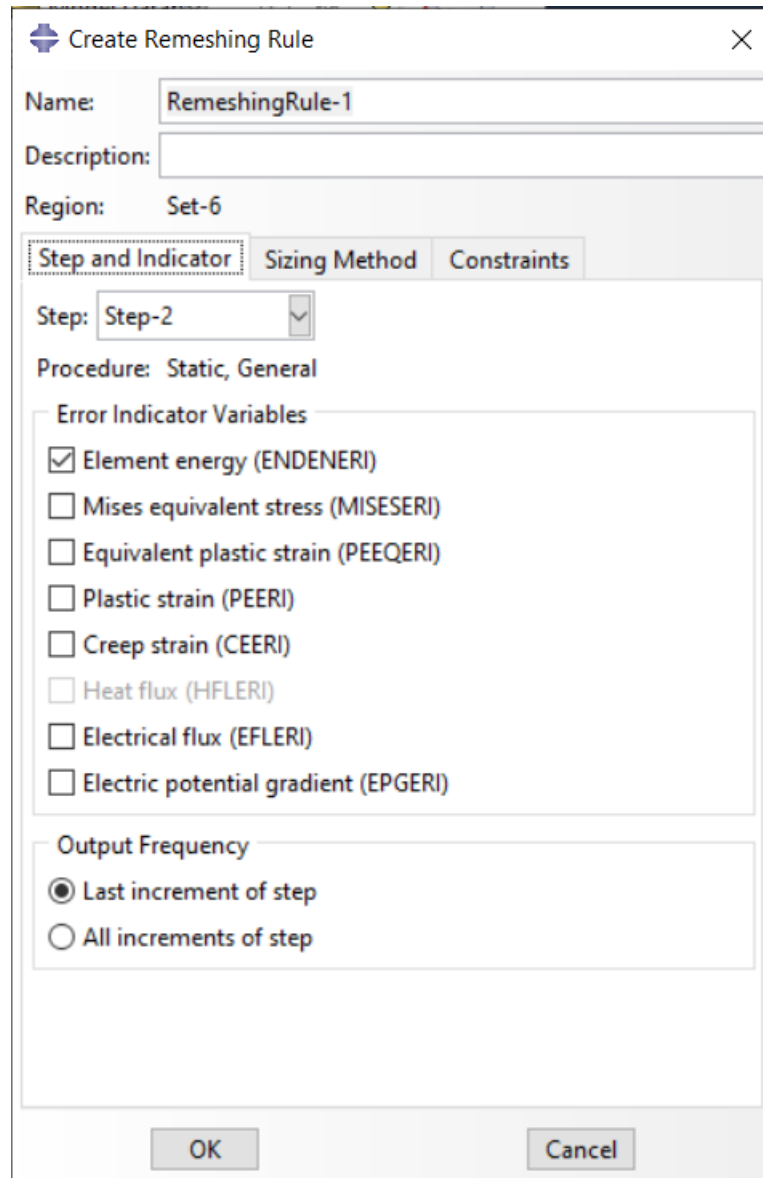 Create Remeshing Rule
Name: RemeshingRule-1
Description:
Region: Set-6
Step and Indicator Sizing Method Constraints
Step: Step-2
Procedure: Static, General
Error Indicator Variables
Element energy (ENDENERI)
Mises equivalent stress (MISESERI)
Equivalent plastic strain (PEEQERI)
Plastic strain (PEERI)
Creep strain (CEERI)
Heat flux (HFLERI)
Electrical flux (EFLERI)
Electric potential gradient (EPGERI)
Output Frequency
Last increment of step
All increments of step
OK Cancel